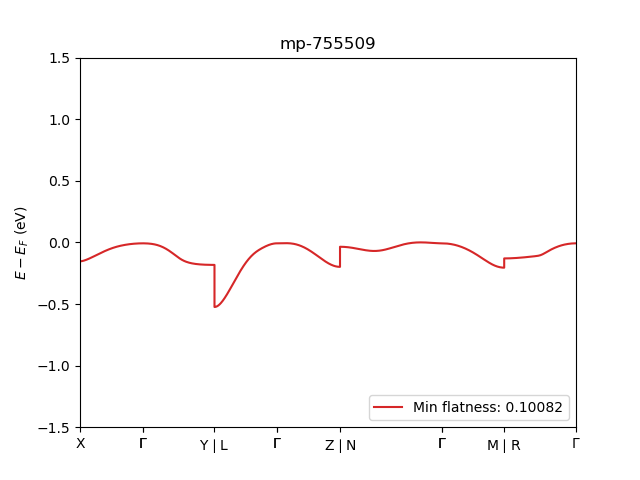 mp-755509
E − E_F (eV)
1.5
1.0
0.5
0.0
−0.5
−1.0
−1.5
Min flatness: 0.10082
X Γ Y | L Γ Z | N Γ M | R Γ